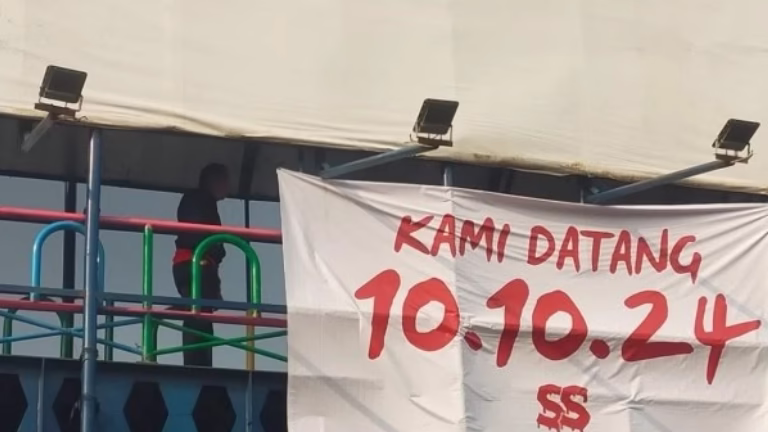 KAMI DATANG
10.10.24
SS